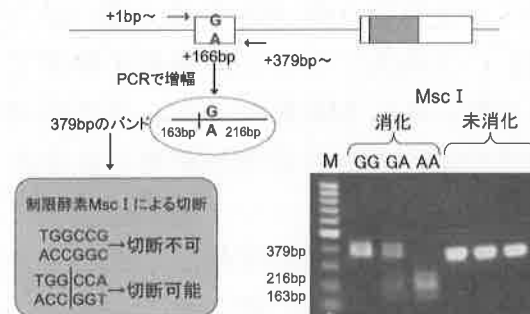 +1bp～
G
A
+166bp
+379bp～
PCRで増幅
379bpのバンド
G
163bp A 216bp
制限酵素MscⅠによる切断
TGGCCG
ACCGGC
→切断不可
TGG CCA
ACC GGT
→切断可能
Msc Ⅰ
消化 未消化
M GG GA AA
379bp
216bp
163bp